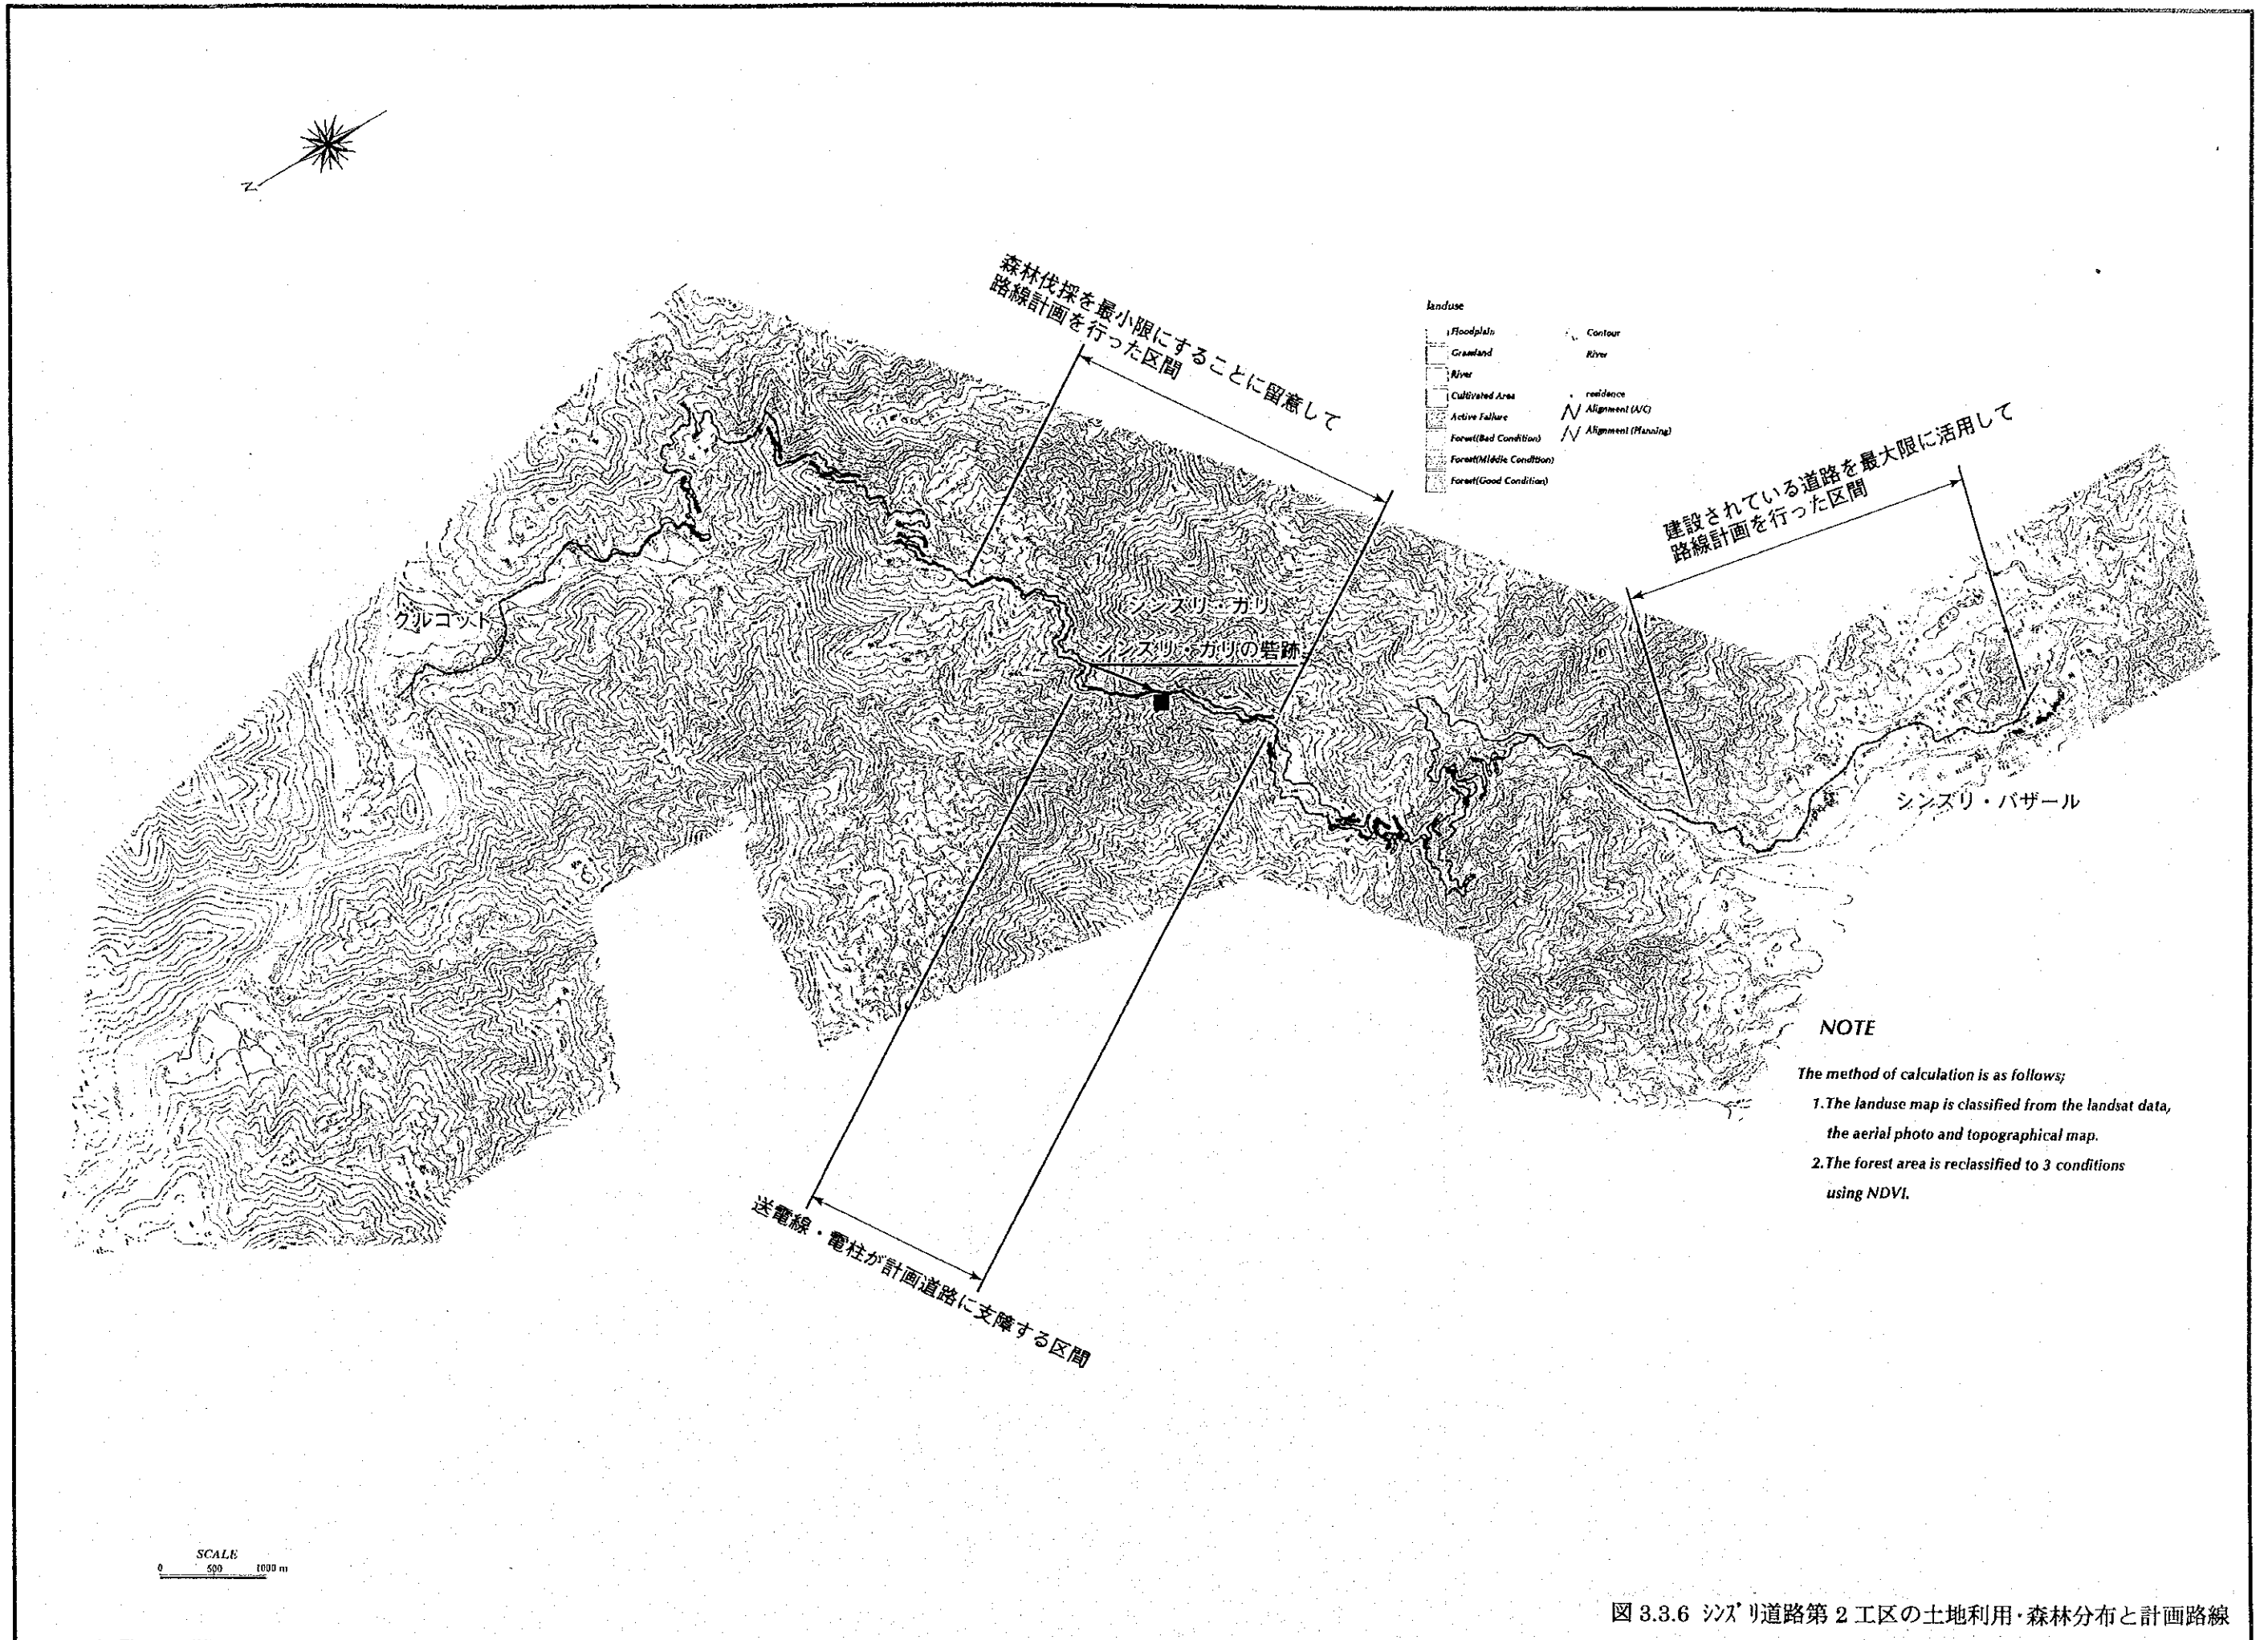 N
森林伐採を最小限にすることに留意して
路線計画を行った区間
landuse
Floodplain
Grassland
River
Cultivated Area
Active Failure
Forest(Bad Condition)
Forest(Middle Condition)
Forest(Good Condition)
Contour
River
residence
Alignment (A/C)
Alignment (Planning)
建設されている道路を最大限に活用して
路線計画を行った区間
クルコット
シンズリ・ガリ
シンズリ・ガリの砦跡
シンズリ・バザール
NOTE
The method of calculation is as follows;
1.The landuse map is classified from the landsat data,
the aerial photo and topographical map.
2.The forest area is reclassified to 3 conditions
using NDVI.
送電線・電柱が計画道路に支障する区間
SCALE
0 500 1000 m
図 3.3.6 シンズリ道路第 2 工区の土地利用・森林分布と計画路線